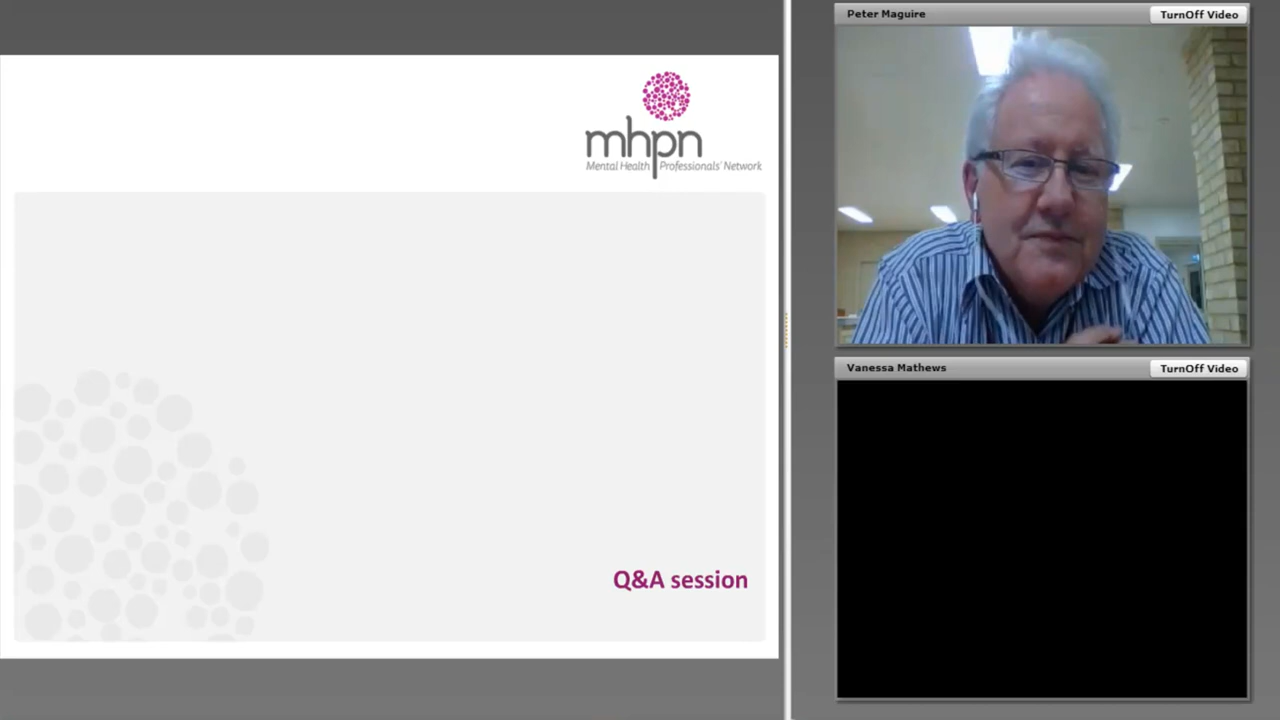 mhpn
Mental Health Professionals' Network
Q&A session
Peter Maguire
TurnOff Video
Vanessa Mathews
TurnOff Video